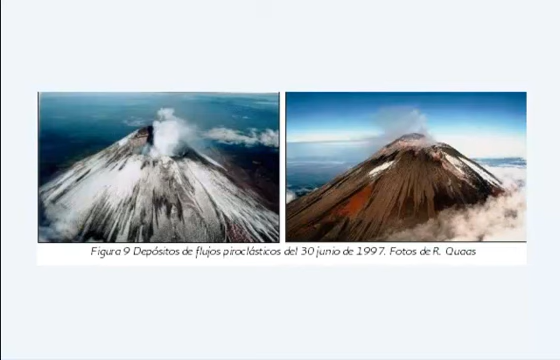 Figura 9 Depósitos de flujos piroclásticos del 30 junio de 1997. Fotos de R. Quaas